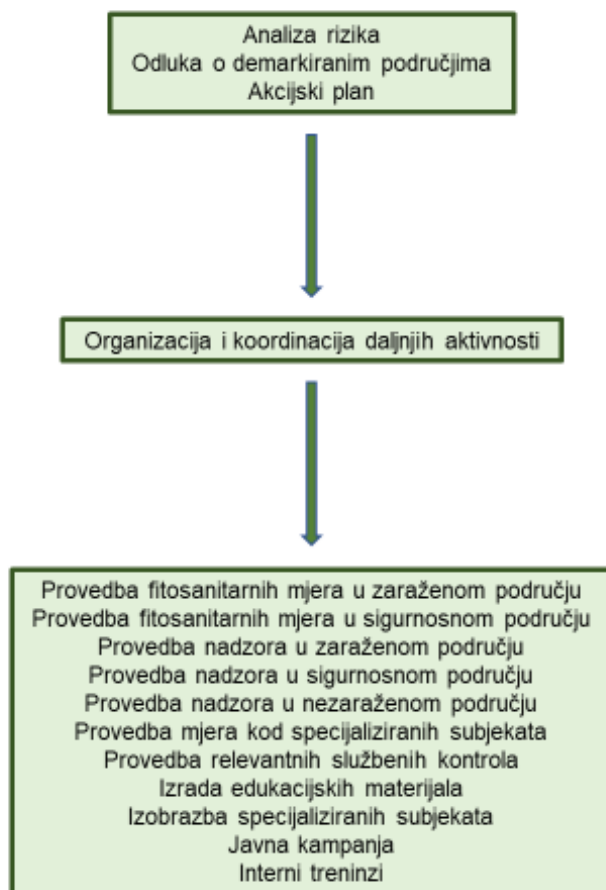 Analiza rizika
Odluka o demarkiranim područjima
Akcijski plan
Organizacija i koordinacija daljnjih aktivnosti
Provedba fitosanitarnih mjera u zaraženom području
Provedba fitosanitarnih mjera u sigurnosnom području
Provedba nadzora u zaraženom području
Provedba nadzora u sigurnosnom području
Provedba nadzora u nezaraženom području
Provedba mjera kod specijaliziranih subjekata
Provedba relevantnih službenih kontrola
Izrada edukacijskih materijala
Izobrazba specijaliziranih subjekata
Javna kampanja
Interni treninzi